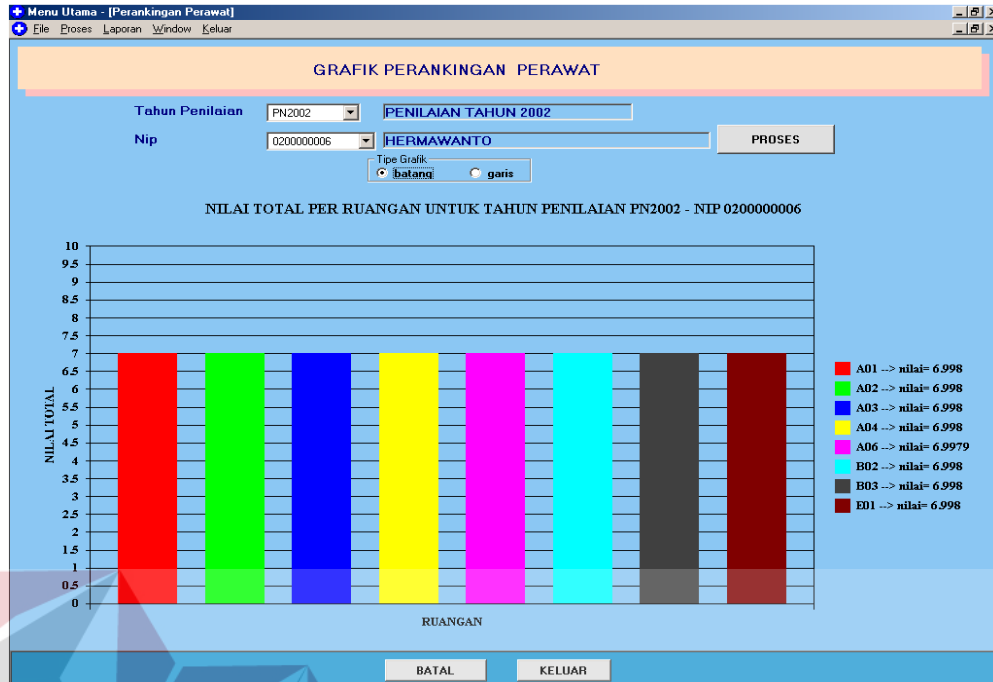 Menu Utama - [Perankingan Perawat]
File Proses Laporan Window Keluar
GRAFIK PERANKINGAN PERAWAT
Tahun Penilaian PN2002 PENILAIAN TAHUN 2002
Nip 0200000006 HERMAWANTO PROSES
Tipe Grafik
batang garis
NILAI TOTAL PER RUANGAN UNTUK TAHUN PENILAIAN PN2002 - NIP 0200000006
10
9.5
9
8.5
8
7.5
7
6.5
6
5.5
5
4.5
4
3.5
3
2.5
2
1.5
1
0.5
0
NILAI TOTAL
RUANGAN
A01 --> nilai= 6.998
A02 --> nilai= 6.998
A03 --> nilai= 6.998
A04 --> nilai= 6.998
A06 --> nilai= 6.9979
B02 --> nilai= 6.998
B03 --> nilai= 6.998
E01 --> nilai= 6.998
BATAL KELUAR